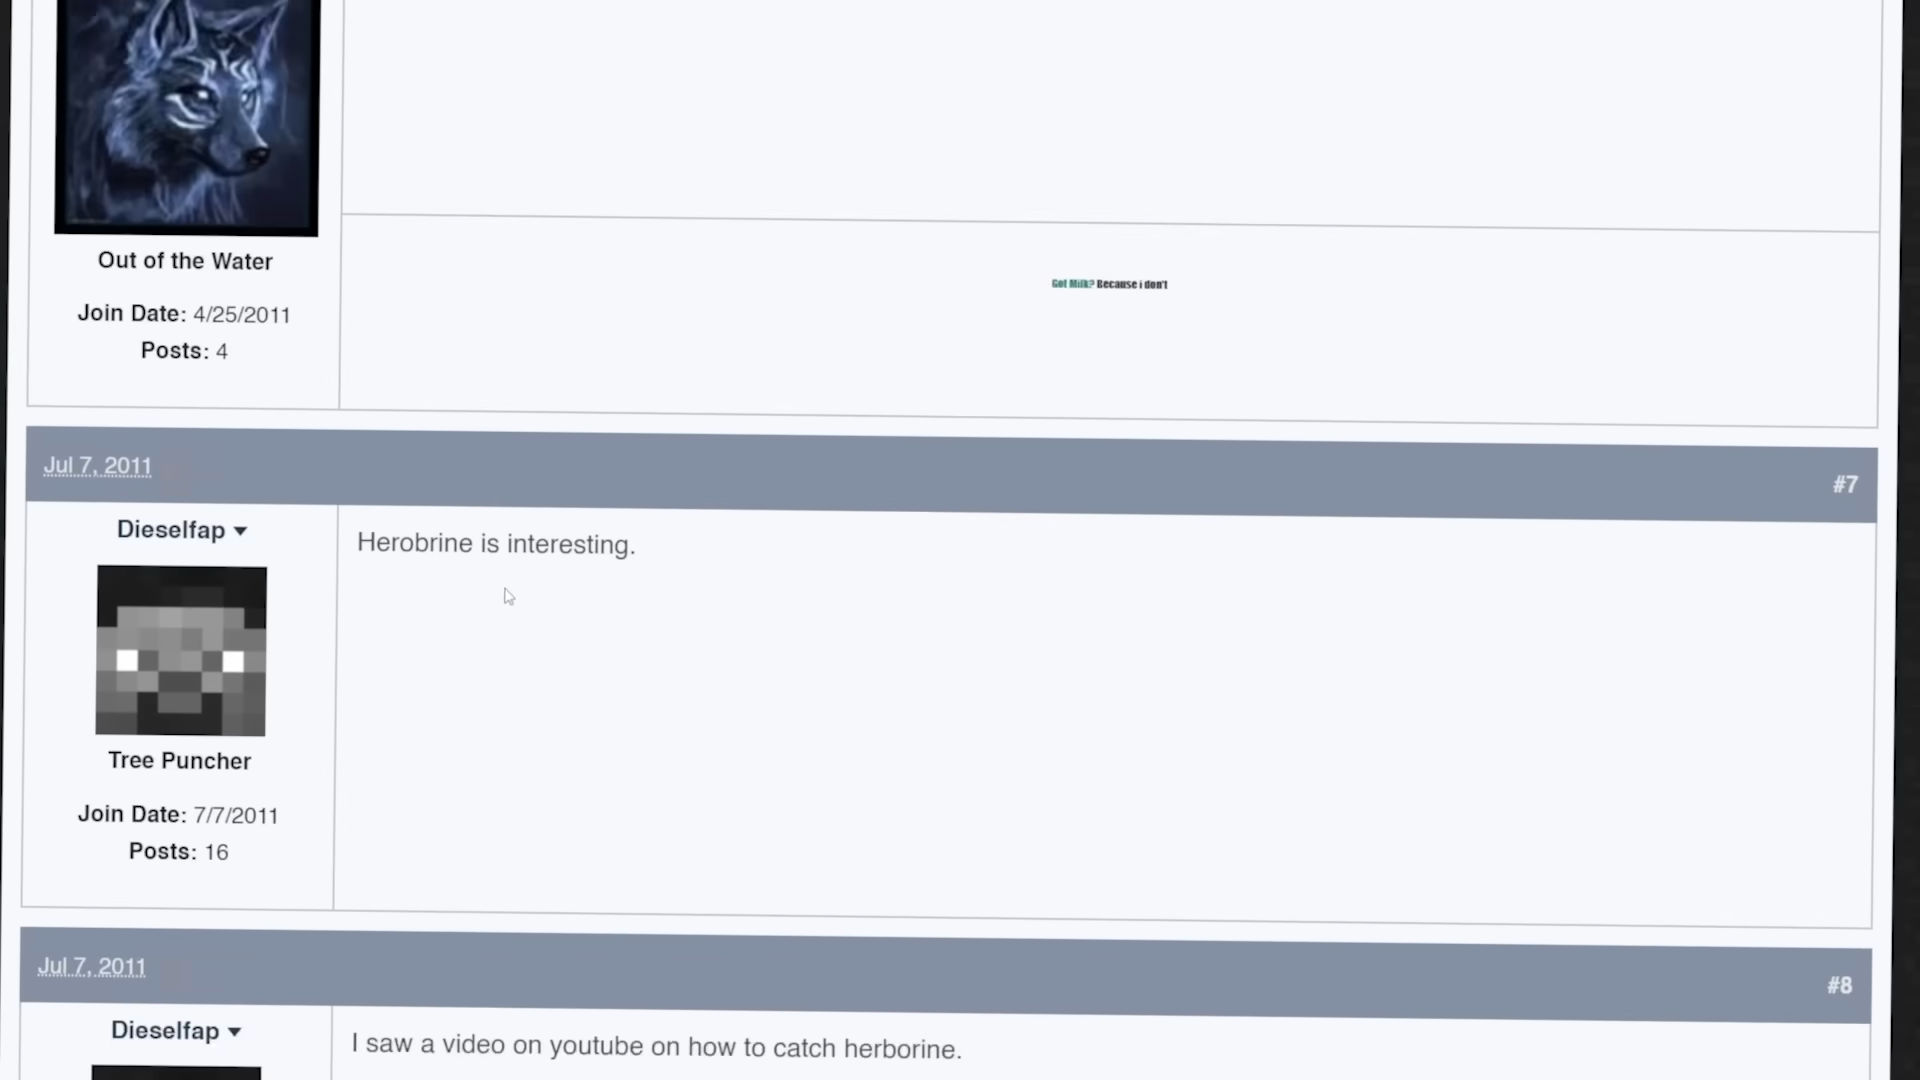 Out of the Water
Join Date: 4/25/2011
Posts: 4
Got Milk? Because i don't
Jul 7, 2011
#7
Dieselfap
Herobrine is interesting.
Tree Puncher
Join Date: 7/7/2011
Posts: 16
Jul 7, 2011
#8
Dieselfap
I saw a video on youtube on how to catch herborine.